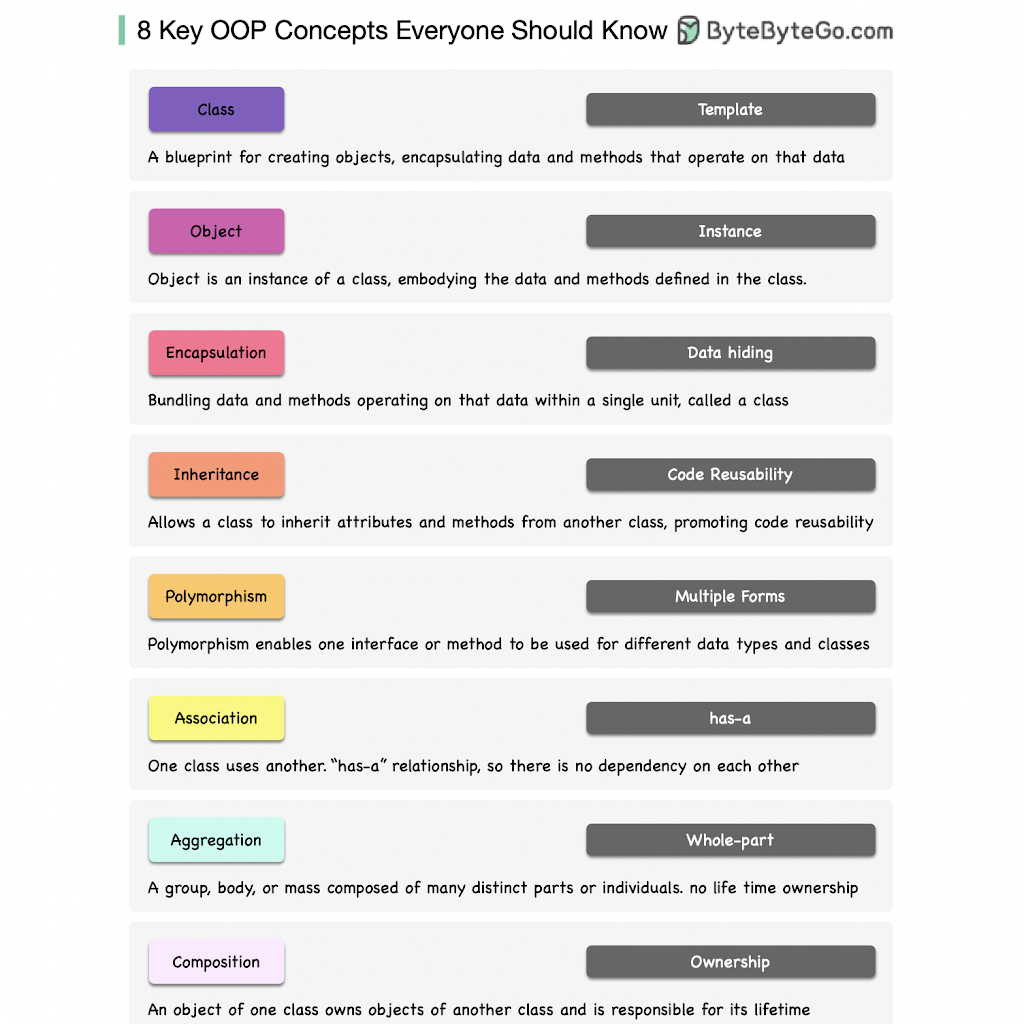 8 Key OOP Concepts Everyone Should Know ByteByteGo.com
Class
Template
A blueprint for creating objects, encapsulating data and methods that operate on that data
Object
Instance
Object is an instance of a class, embodying the data and methods defined in the class.
Encapsulation
Data hiding
Bundling data and methods operating on that data within a single unit, called a class
Inheritance
Code Reusability
Allows a class to inherit attributes and methods from another class, promoting code reusability
Polymorphism
Multiple Forms
Polymorphism enables one interface or method to be used for different data types and classes
Association
has-a
One class uses another. “has-a” relationship, so there is no dependency on each other
Aggregation
Whole-part
A group, body, or mass composed of many distinct parts or individuals. no life time ownership
Composition
Ownership
An object of one class owns objects of another class and is responsible for its lifetime